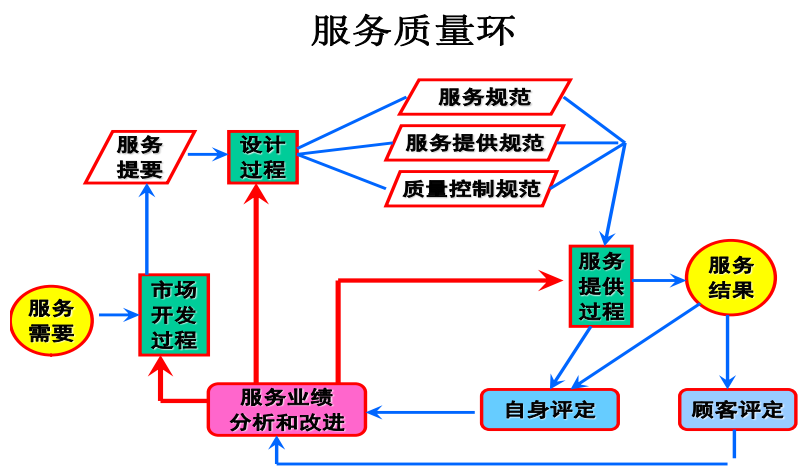 服务质量环
服务规范
服务
提要
设计
过程
服务提供规范
质量控制规范
服务
需要
市场
开发
过程
服务
提供
过程
服务
结果
服务业绩
分析和改进
自身评定
顾客评定